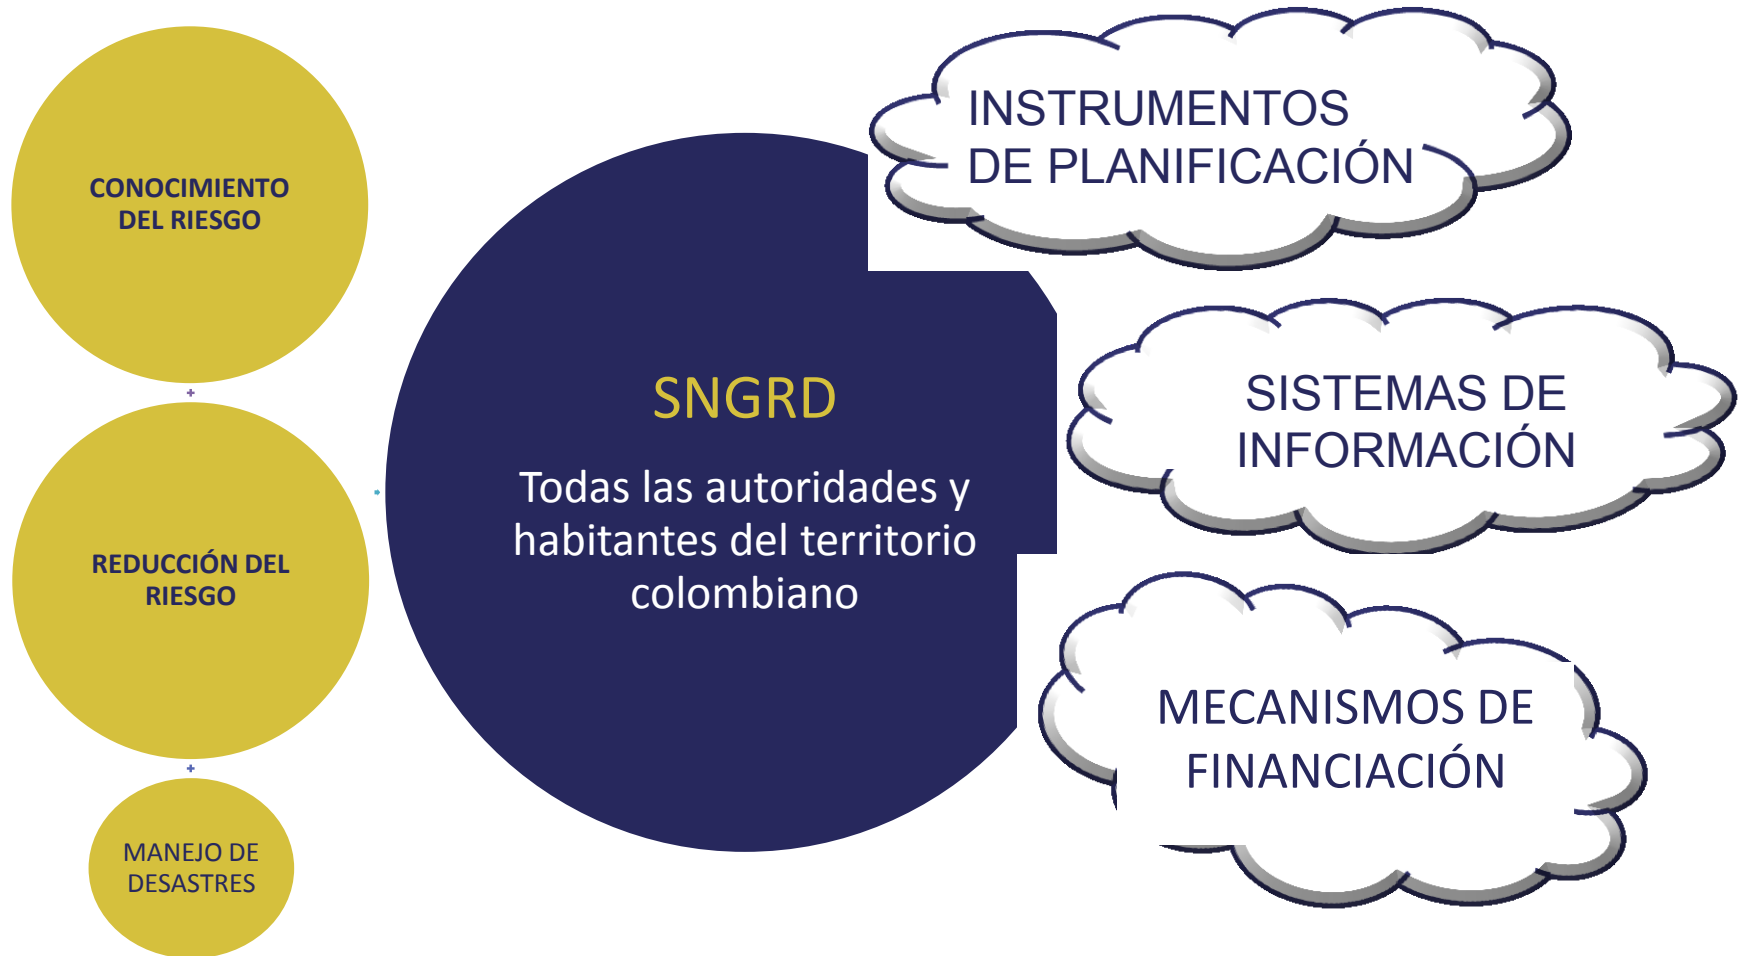 CONOCIMIENTO
DEL RIESGO
+
REDUCCIÓN DEL
RIESGO
+
MANEJO DE
DESASTRES
SNGRD
Todas las autoridades y
habitantes del territorio
colombiano
INSTRUMENTOS
DE PLANIFICACIÓN
SISTEMAS DE
INFORMACIÓN
MECANISMOS DE
FINANCIACIÓN